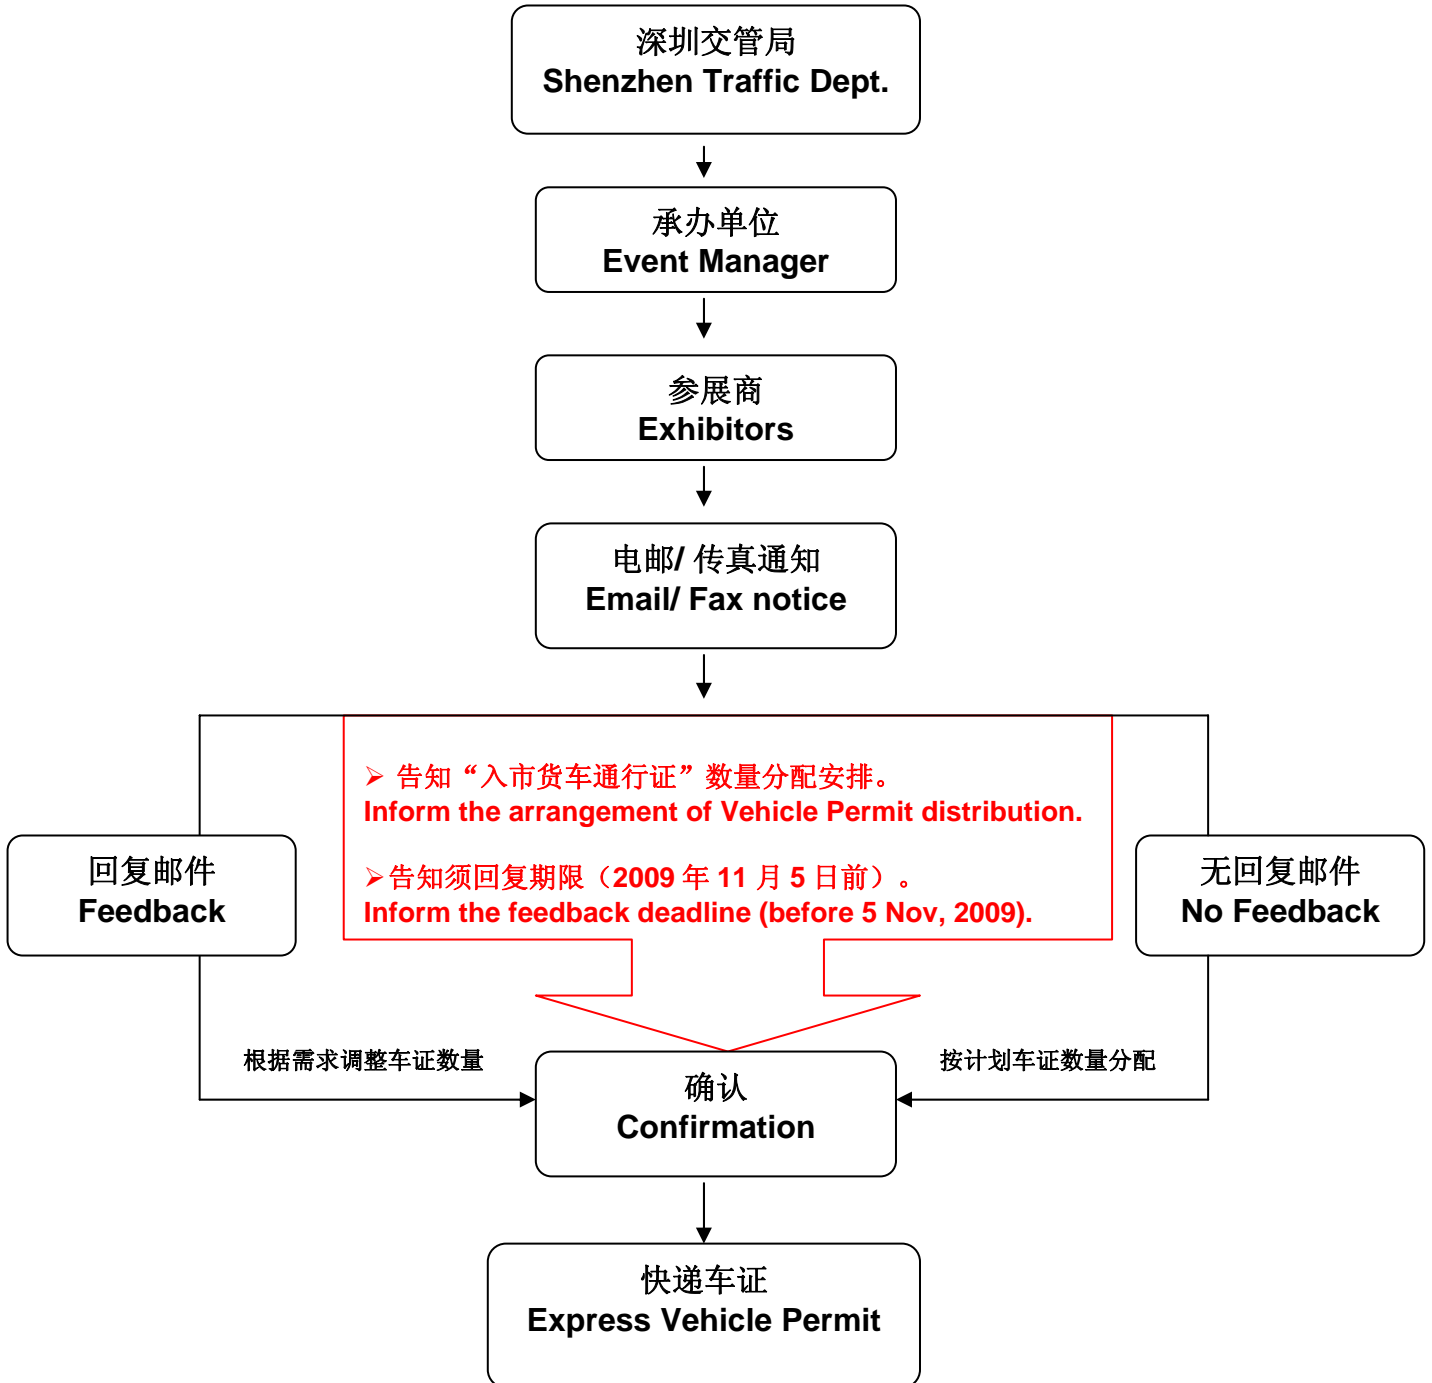 深圳交管局
Shenzhen Traffic Dept.
承办单位
Event Manager
参展商
Exhibitors
电邮/ 传真通知
Email/ Fax notice
➢ 告知“入市货车通行证”数量分配安排。
Inform the arrangement of Vehicle Permit distribution.
➢告知须回复期限（2009 年 11 月 5 日前）。
Inform the feedback deadline (before 5 Nov, 2009).
回复邮件
Feedback
无回复邮件
No Feedback
根据需求调整车证数量
按计划车证数量分配
确认
Confirmation
快递车证
Express Vehicle Permit